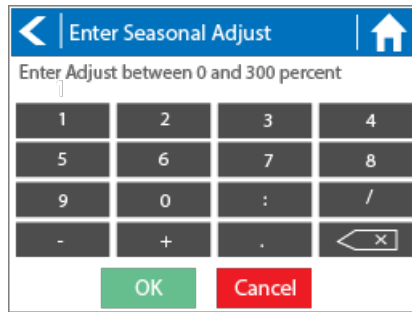 Enter Seasonal Adjust
Enter Adjust between 0 and 300 percent
1 2 3 4
5 6 7 8
9 0 : /
- + .
OK Cancel